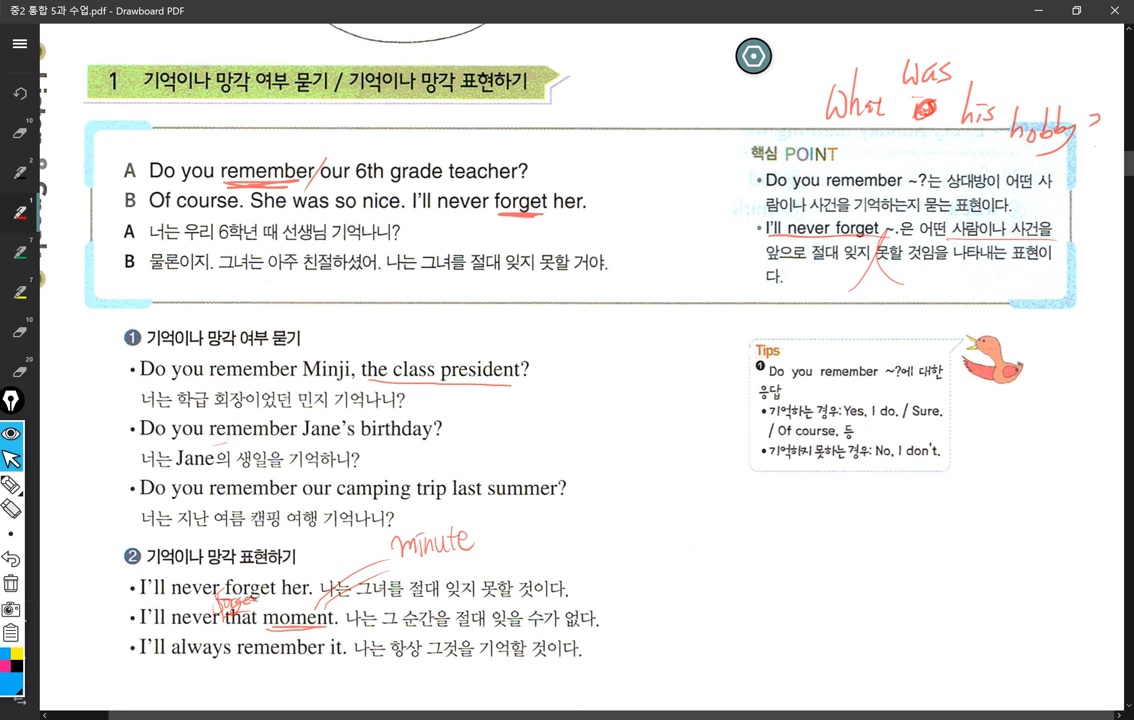 중2 통합 5과 수업.pdf - Drawboard PDF
What was his hobby?
1 기억이나 망각 여부 묻기 / 기억이나 망각 표현하기
A Do you remember our 6th grade teacher?
B Of course. She was so nice. I'll never forget her.
A 너는 우리 6학년 때 선생님 기억나니?
B 물론이지. 그녀는 아주 친절하셨어. 나는 그녀를 절대 잊지 못할 거야.
핵심 POINT
• Do you remember ~?는 상대방이 어떤 사
람이나 사건을 기억하는지 묻는 표현이다.
• I'll never forget ~.은 어떤 사람이나 사건을
앞으로 절대 잊지 못할 것임을 나타내는 표현이
다.
1 기억이나 망각 여부 묻기
• Do you remember Minji, the class president?
너는 학급 회장이었던 민지 기억나니?
• Do you remember Jane's birthday?
너는 Jane의 생일을 기억하니?
• Do you remember our camping trip last summer?
너는 지난 여름 캠핑 여행 기억나니?
Tips
1 Do you remember ~?에 대한
응답
• 기억하는 경우: Yes, I do. / Sure.
/ Of course. 등
• 기억하지 못하는 경우: No, I don't.
minute
2 기억이나 망각 표현하기
• I'll never forget her. 나는 그녀를 절대 잊지 못할 것이다.
forget
• I'll never that moment. 나는 그 순간을 절대 잊을 수가 없다.
• I'll always remember it. 나는 항상 그것을 기억할 것이다.
10
2
1
7
7
10
20